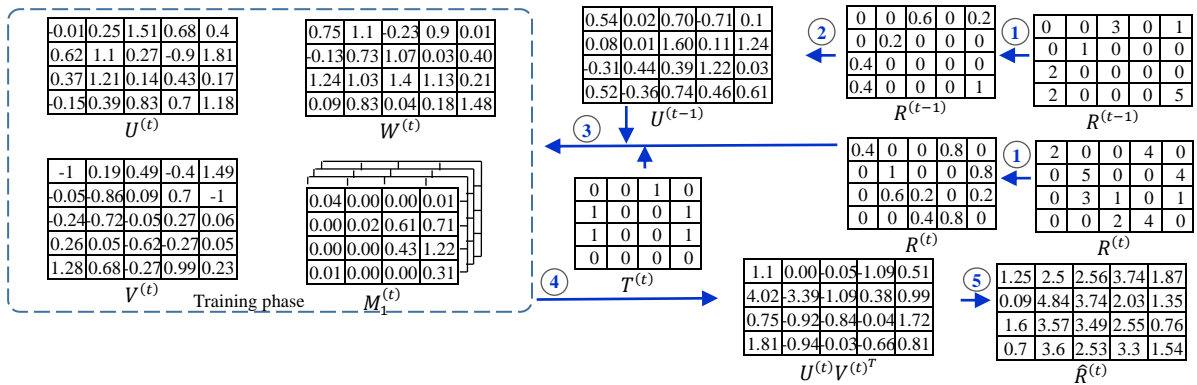 -0.01 0.25 1.51 0.68 0.4
0.62 1.1 0.27 -0.9 1.81
0.37 1.21 0.14 0.43 0.17
-0.15 0.39 0.83 0.7 1.18
U^(t)
0.75 1.1 -0.23 0.9 0.01
-0.13 0.73 1.07 0.03 0.40
1.24 1.03 1.4 1.13 0.21
0.09 0.83 0.04 0.18 1.48
W^(t)
-1 0.19 0.49 -0.4 1.49
-0.05 -0.86 0.09 0.7 -1
-0.24 -0.72 -0.05 0.27 0.06
0.26 0.05 -0.62 -0.27 0.05
1.28 0.68 -0.27 0.99 0.23
V^(t)
0.04 0.00 0.00 0.01
0.00 0.02 0.61 0.71
0.00 0.00 0.43 1.22
0.01 0.00 0.00 0.31
M_1^(t)
Training phase
0.54 0.02 0.70 -0.71 0.1
0.08 0.01 1.60 0.11 1.24
-0.31 0.44 0.39 1.22 0.03
0.52 -0.36 0.74 0.46 0.61
U^(t-1)
2
0 0 0.6 0 0.2
0 0.2 0 0 0
0.4 0 0 0 0
0.4 0 0 0 1
R^(t-1)
1
0 0 3 0 1
0 1 0 0 0
2 0 0 0 0
2 0 0 0 5
R^(t-1)
3
0 0 1 0
1 0 0 1
1 0 0 1
0 0 0 0
T^(t)
0.4 0 0 0.8 0
0 1 0 0 0.8
0 0.6 0.2 0 0.2
0 0 0.4 0.8 0
R^(t)
1
2 0 0 4 0
0 5 0 0 4
0 3 1 0 1
0 0 2 4 0
R^(t)
4
1.1 0.00 -0.05 -1.09 0.51
4.02 -3.39 -1.09 0.38 0.99
0.75 -0.92 -0.84 -0.04 1.72
1.81 -0.94 -0.03 -0.66 0.81
U^(t)V^(t)^T
5
1.25 2.5 2.56 3.74 1.87
0.09 4.84 3.74 2.03 1.35
1.6 3.57 3.49 2.55 0.76
0.7 3.6 2.53 3.3 1.54
R̂^(t)